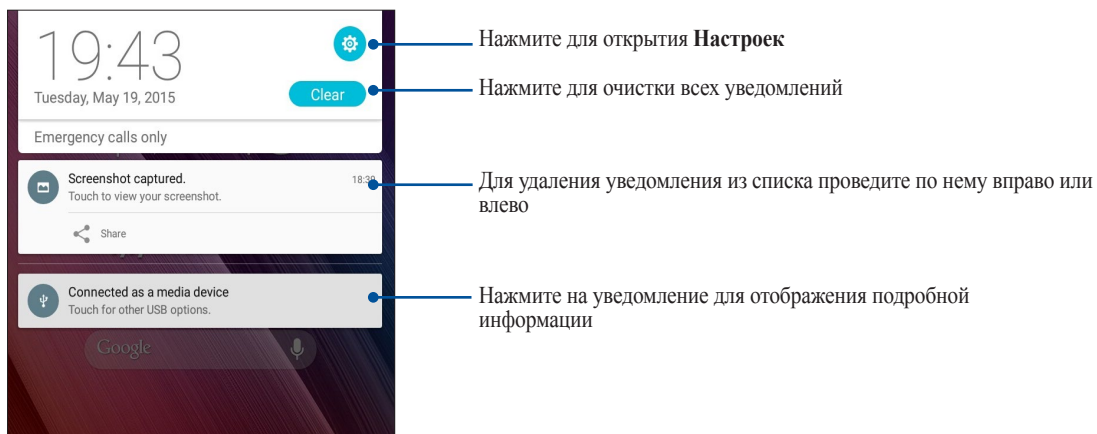 19:43
Tuesday, May 19, 2015
Clear
Emergency calls only
Screenshot captured.
18:39
Touch to view your screenshot.
Share
Connected as a media device
Touch for other USB options.
Google
Нажмите для открытия Настроек
Нажмите для очистки всех уведомлений
Для удаления уведомления из списка проведите по нему вправо или
влево
Нажмите на уведомление для отображения подробной
информации